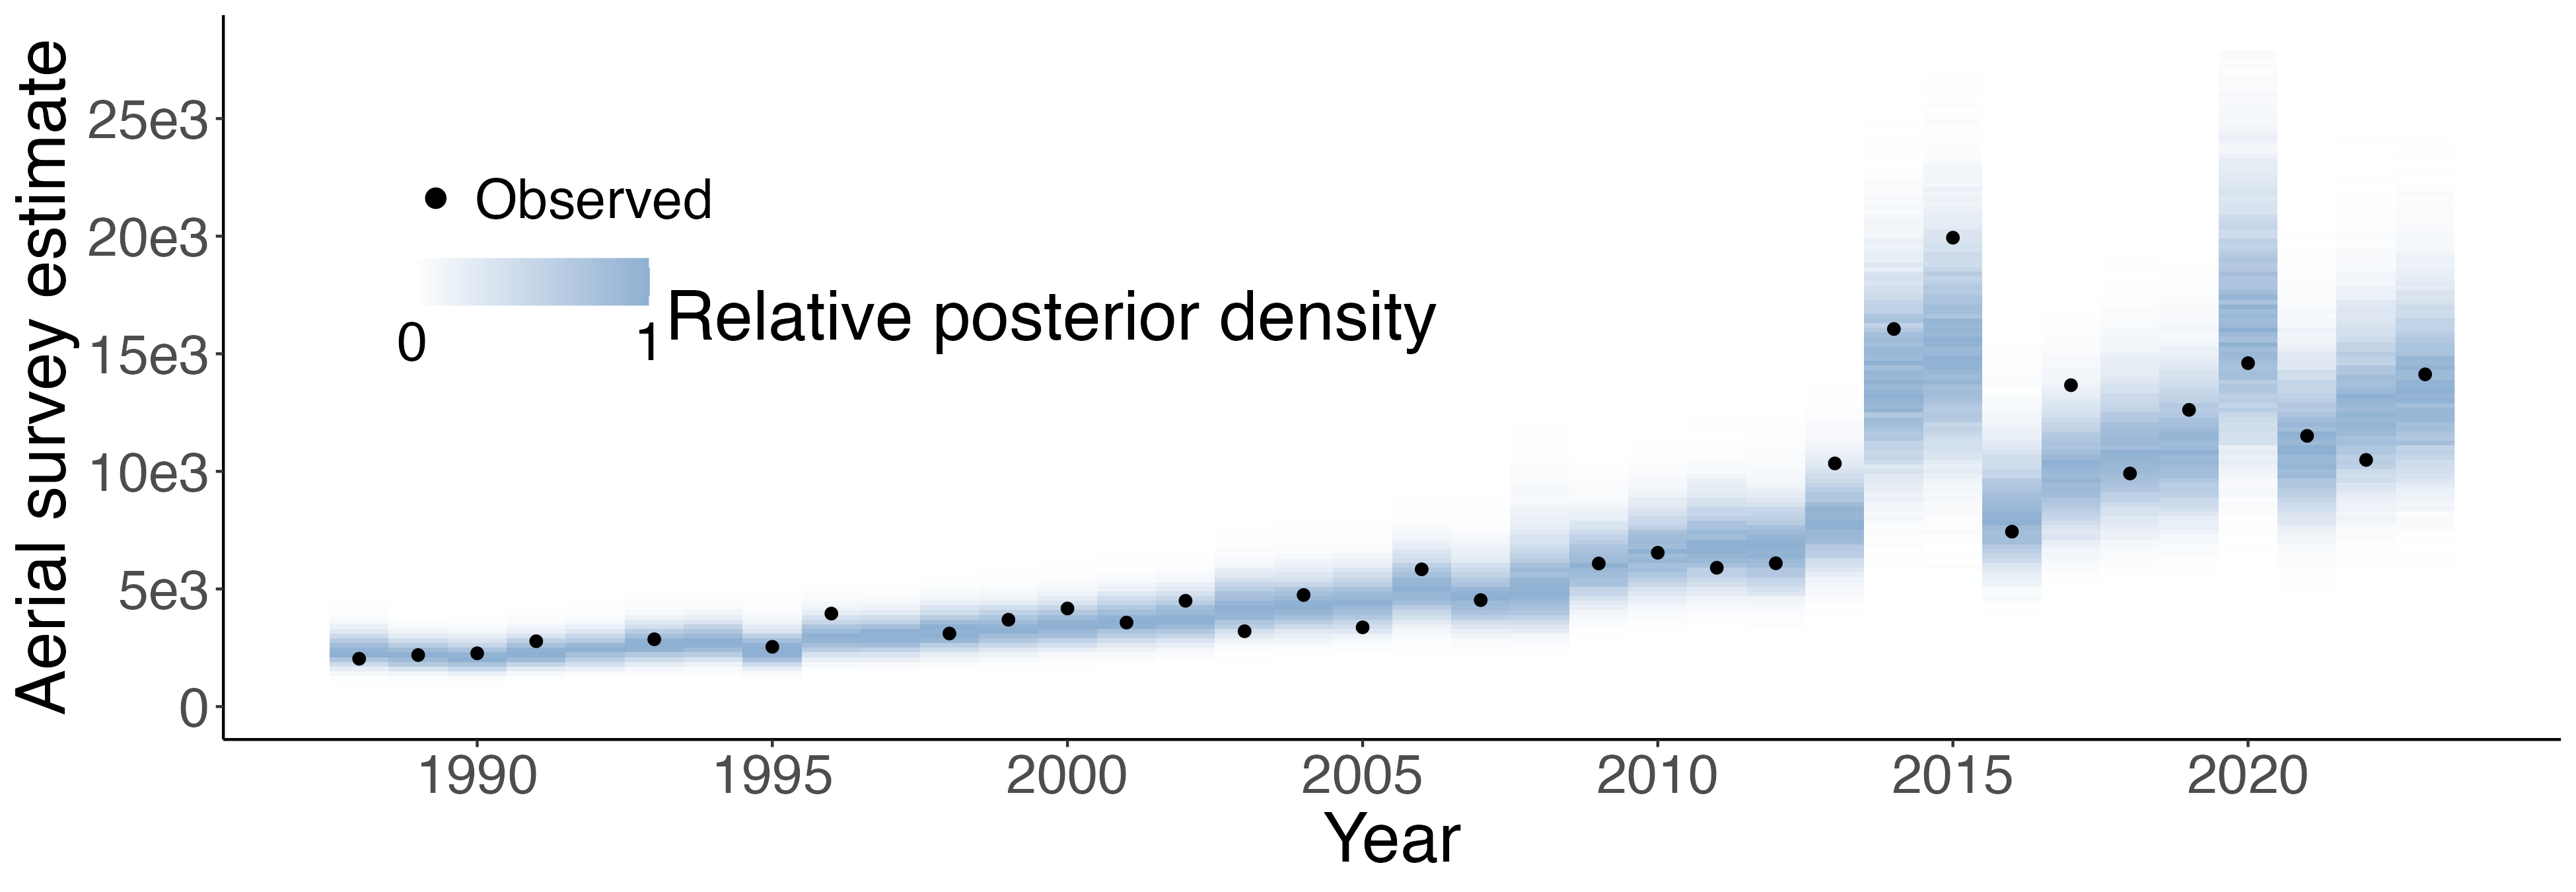 Aerial survey estimate
25e3
20e3
15e3
10e3
5e3
0
Observed
0 1
Relative posterior density
1990 1995 2000 2005 2010 2015 2020
Year